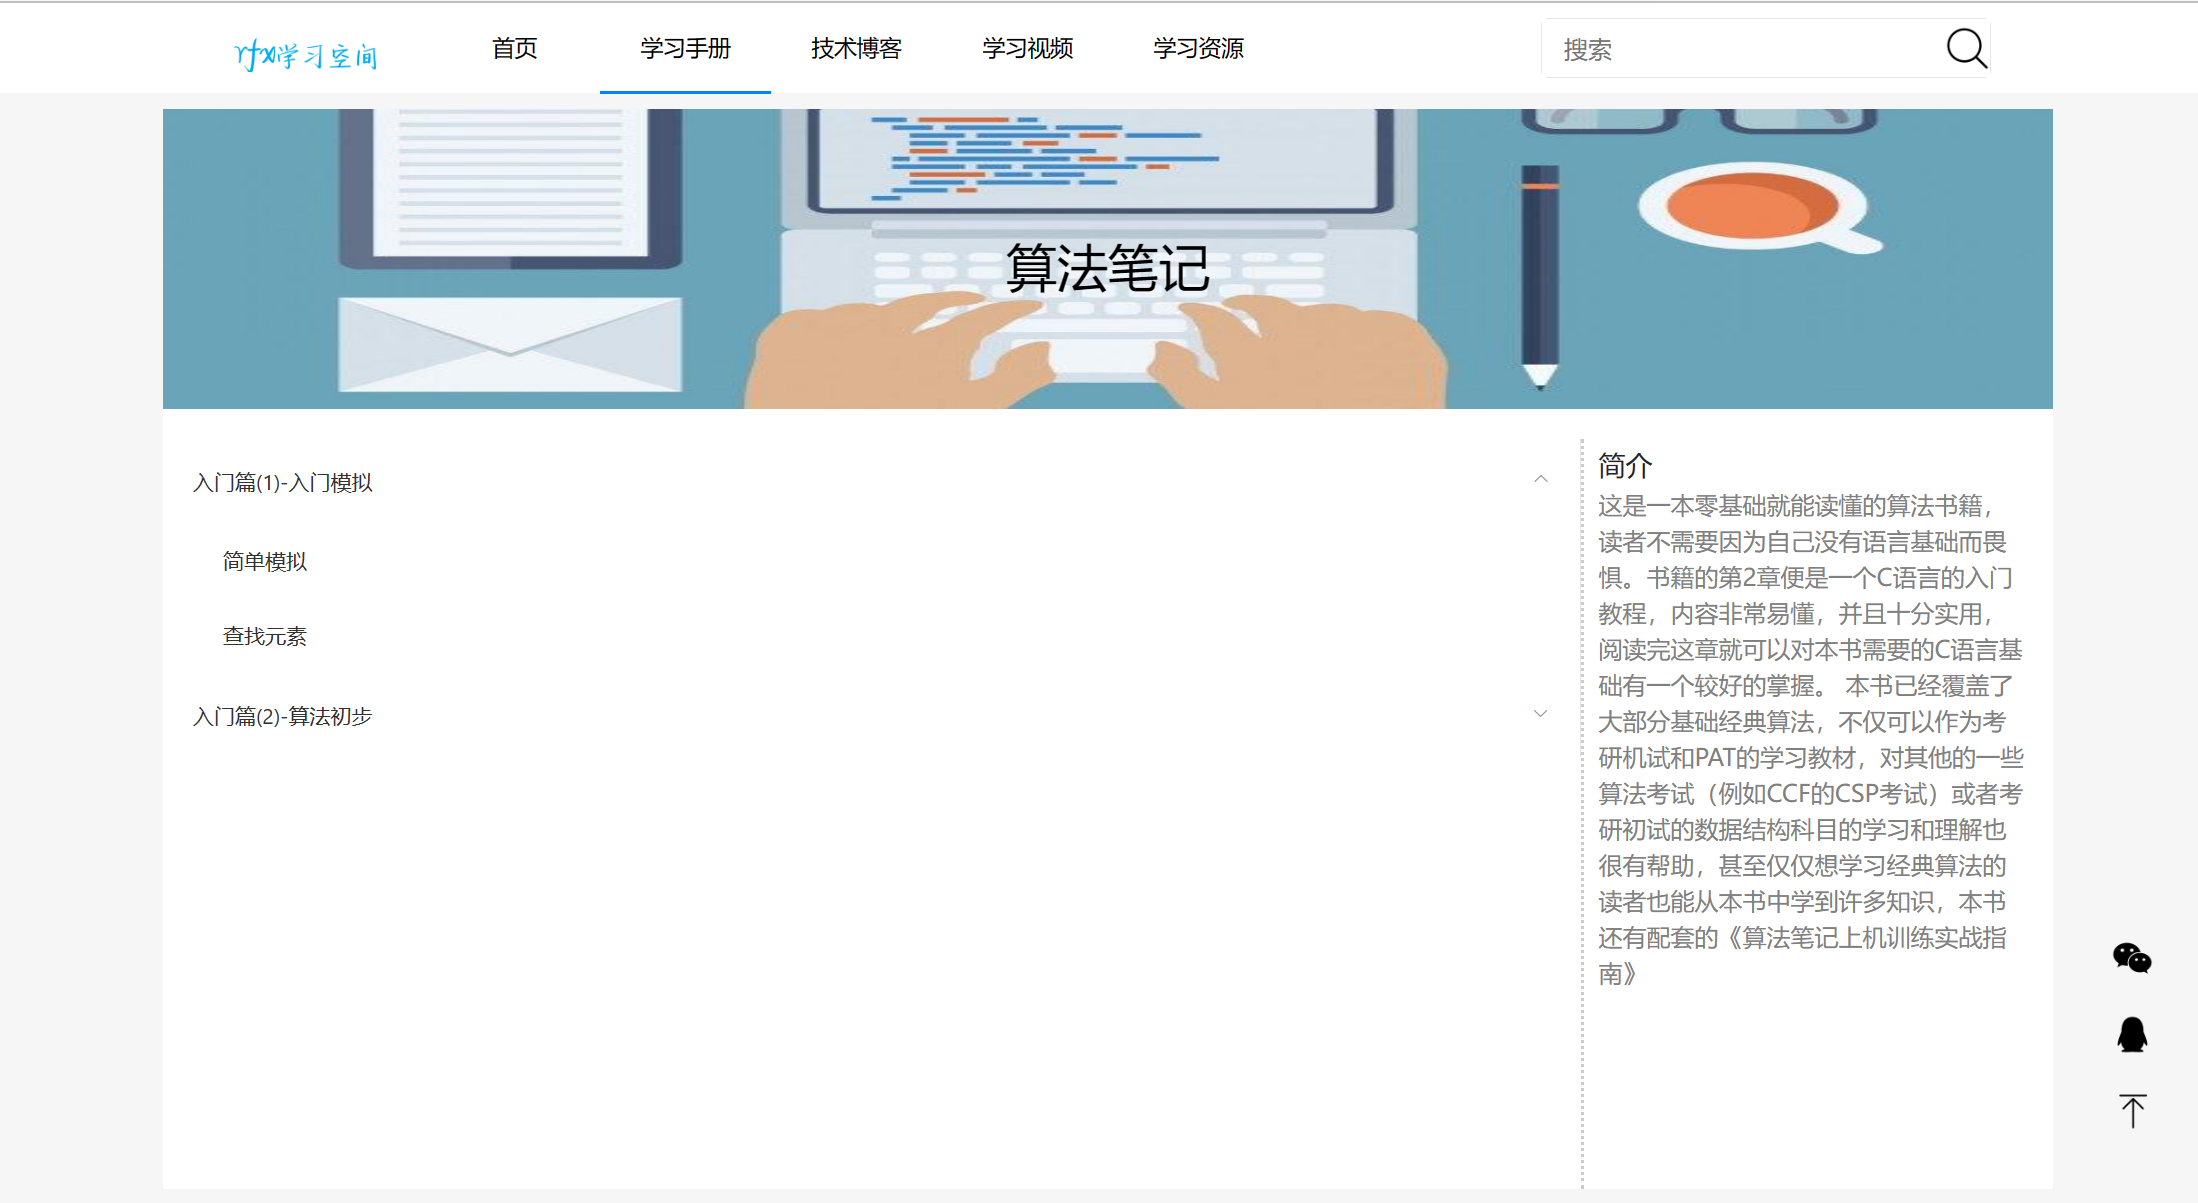 rfx学习空间
首页
学习手册
技术博客
学习视频
学习资源
搜索
算法笔记
入门篇(1)-入门模拟
简单模拟
查找元素
入门篇(2)-算法初步
简介
这是一本零基础就能读懂的算法书籍，
读者不需要因为自己没有语言基础而畏
惧。书籍的第2章便是一个C语言的入门
教程，内容非常易懂，并且十分实用，
阅读完这章就可以对本书需要的C语言基
础有一个较好的掌握。 本书已经覆盖了
大部分基础经典算法，不仅可以作为考
研机试和PAT的学习教材，对其他的一些
算法考试（例如CCF的CSP考试）或者考
研初试的数据结构科目的学习和理解也
很有帮助，甚至仅仅想学习经典算法的
读者也能从本书中学到许多知识，本书
还有配套的《算法笔记上机训练实战指
南》